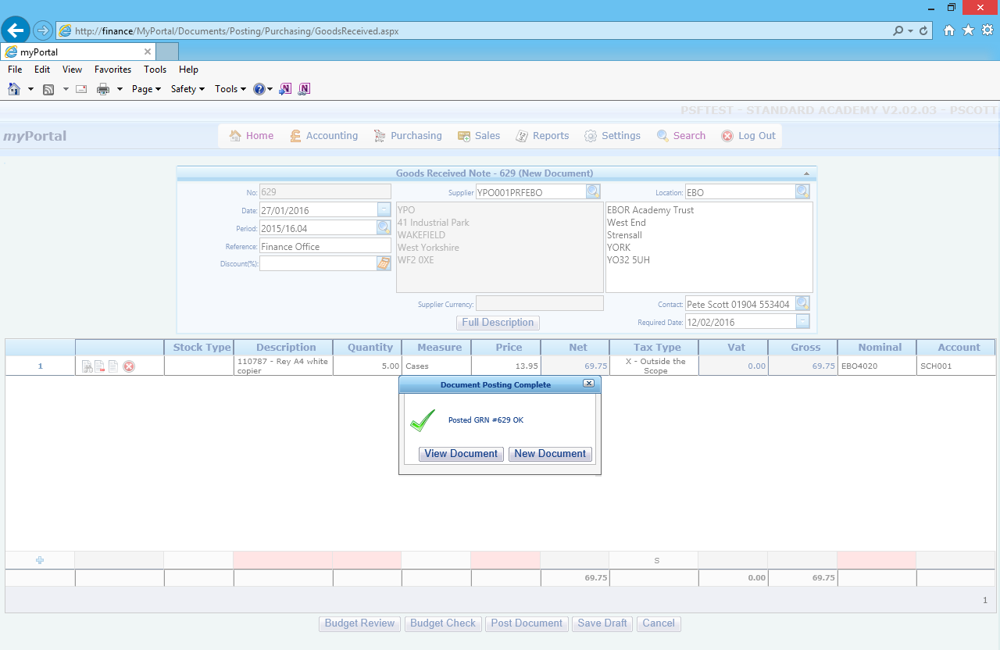 http://finance/MyPortal/Documents/Posting/Purchasing/GoodsReceived.aspx
myPortal
File Edit View Favorites Tools Help
Page Safety Tools
PSFTEST - STANDARD ACADEMY V2.02.03 - PSCOTT
myPortal Home Accounting Purchasing Sales Reports Settings Search Log Out
Goods Received Note - 629 (New Document)
No: 629 Supplier YPO001PRFEBO Location: EBO
Date: 27/01/2016
Period: 2015/16.04
Reference: Finance Office
Discount(%):
YPO
41 Industrial Park
WAKEFIELD
West Yorkshire
WF2 0XE
EBOR Academy Trust
West End
Strensall
YORK
YO32 5UH
Supplier Currency: Contact: Pete Scott 01904 553404
Full Description Required Date: 12/02/2016
Stock Type Description Quantity Measure Price Net Tax Type Vat Gross Nominal Account
1 110787 - Rey A4 white copier 5.00 Cases 13.95 69.75 X - Outside the Scope 0.00 69.75 EBO4020 SCH001
Document Posting Complete
Posted GRN #629 OK
View Document New Document
S
69.75 0.00 69.75
1
Budget Review Budget Check Post Document Save Draft Cancel